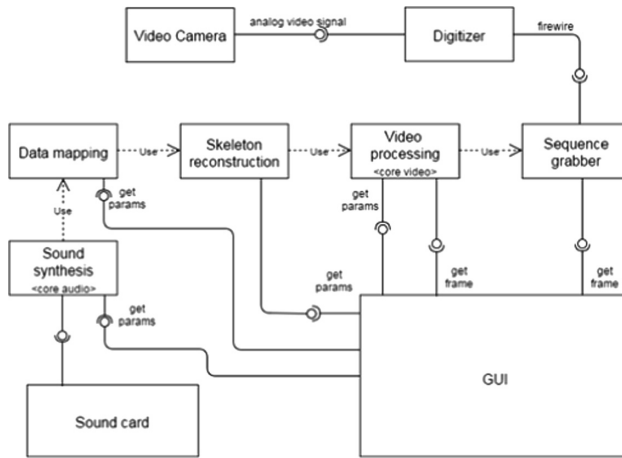 Video Camera
analog video signal
Digitizer
firewire
Data mapping
Use
Skeleton
reconstruction
Use
Video
processing
<core video>
Use
Sequence
grabber
get
params
get
params
Use
Sound
synthesis
<core audio>
get
params
get
params
get
frame
get
frame
GUI
Sound card